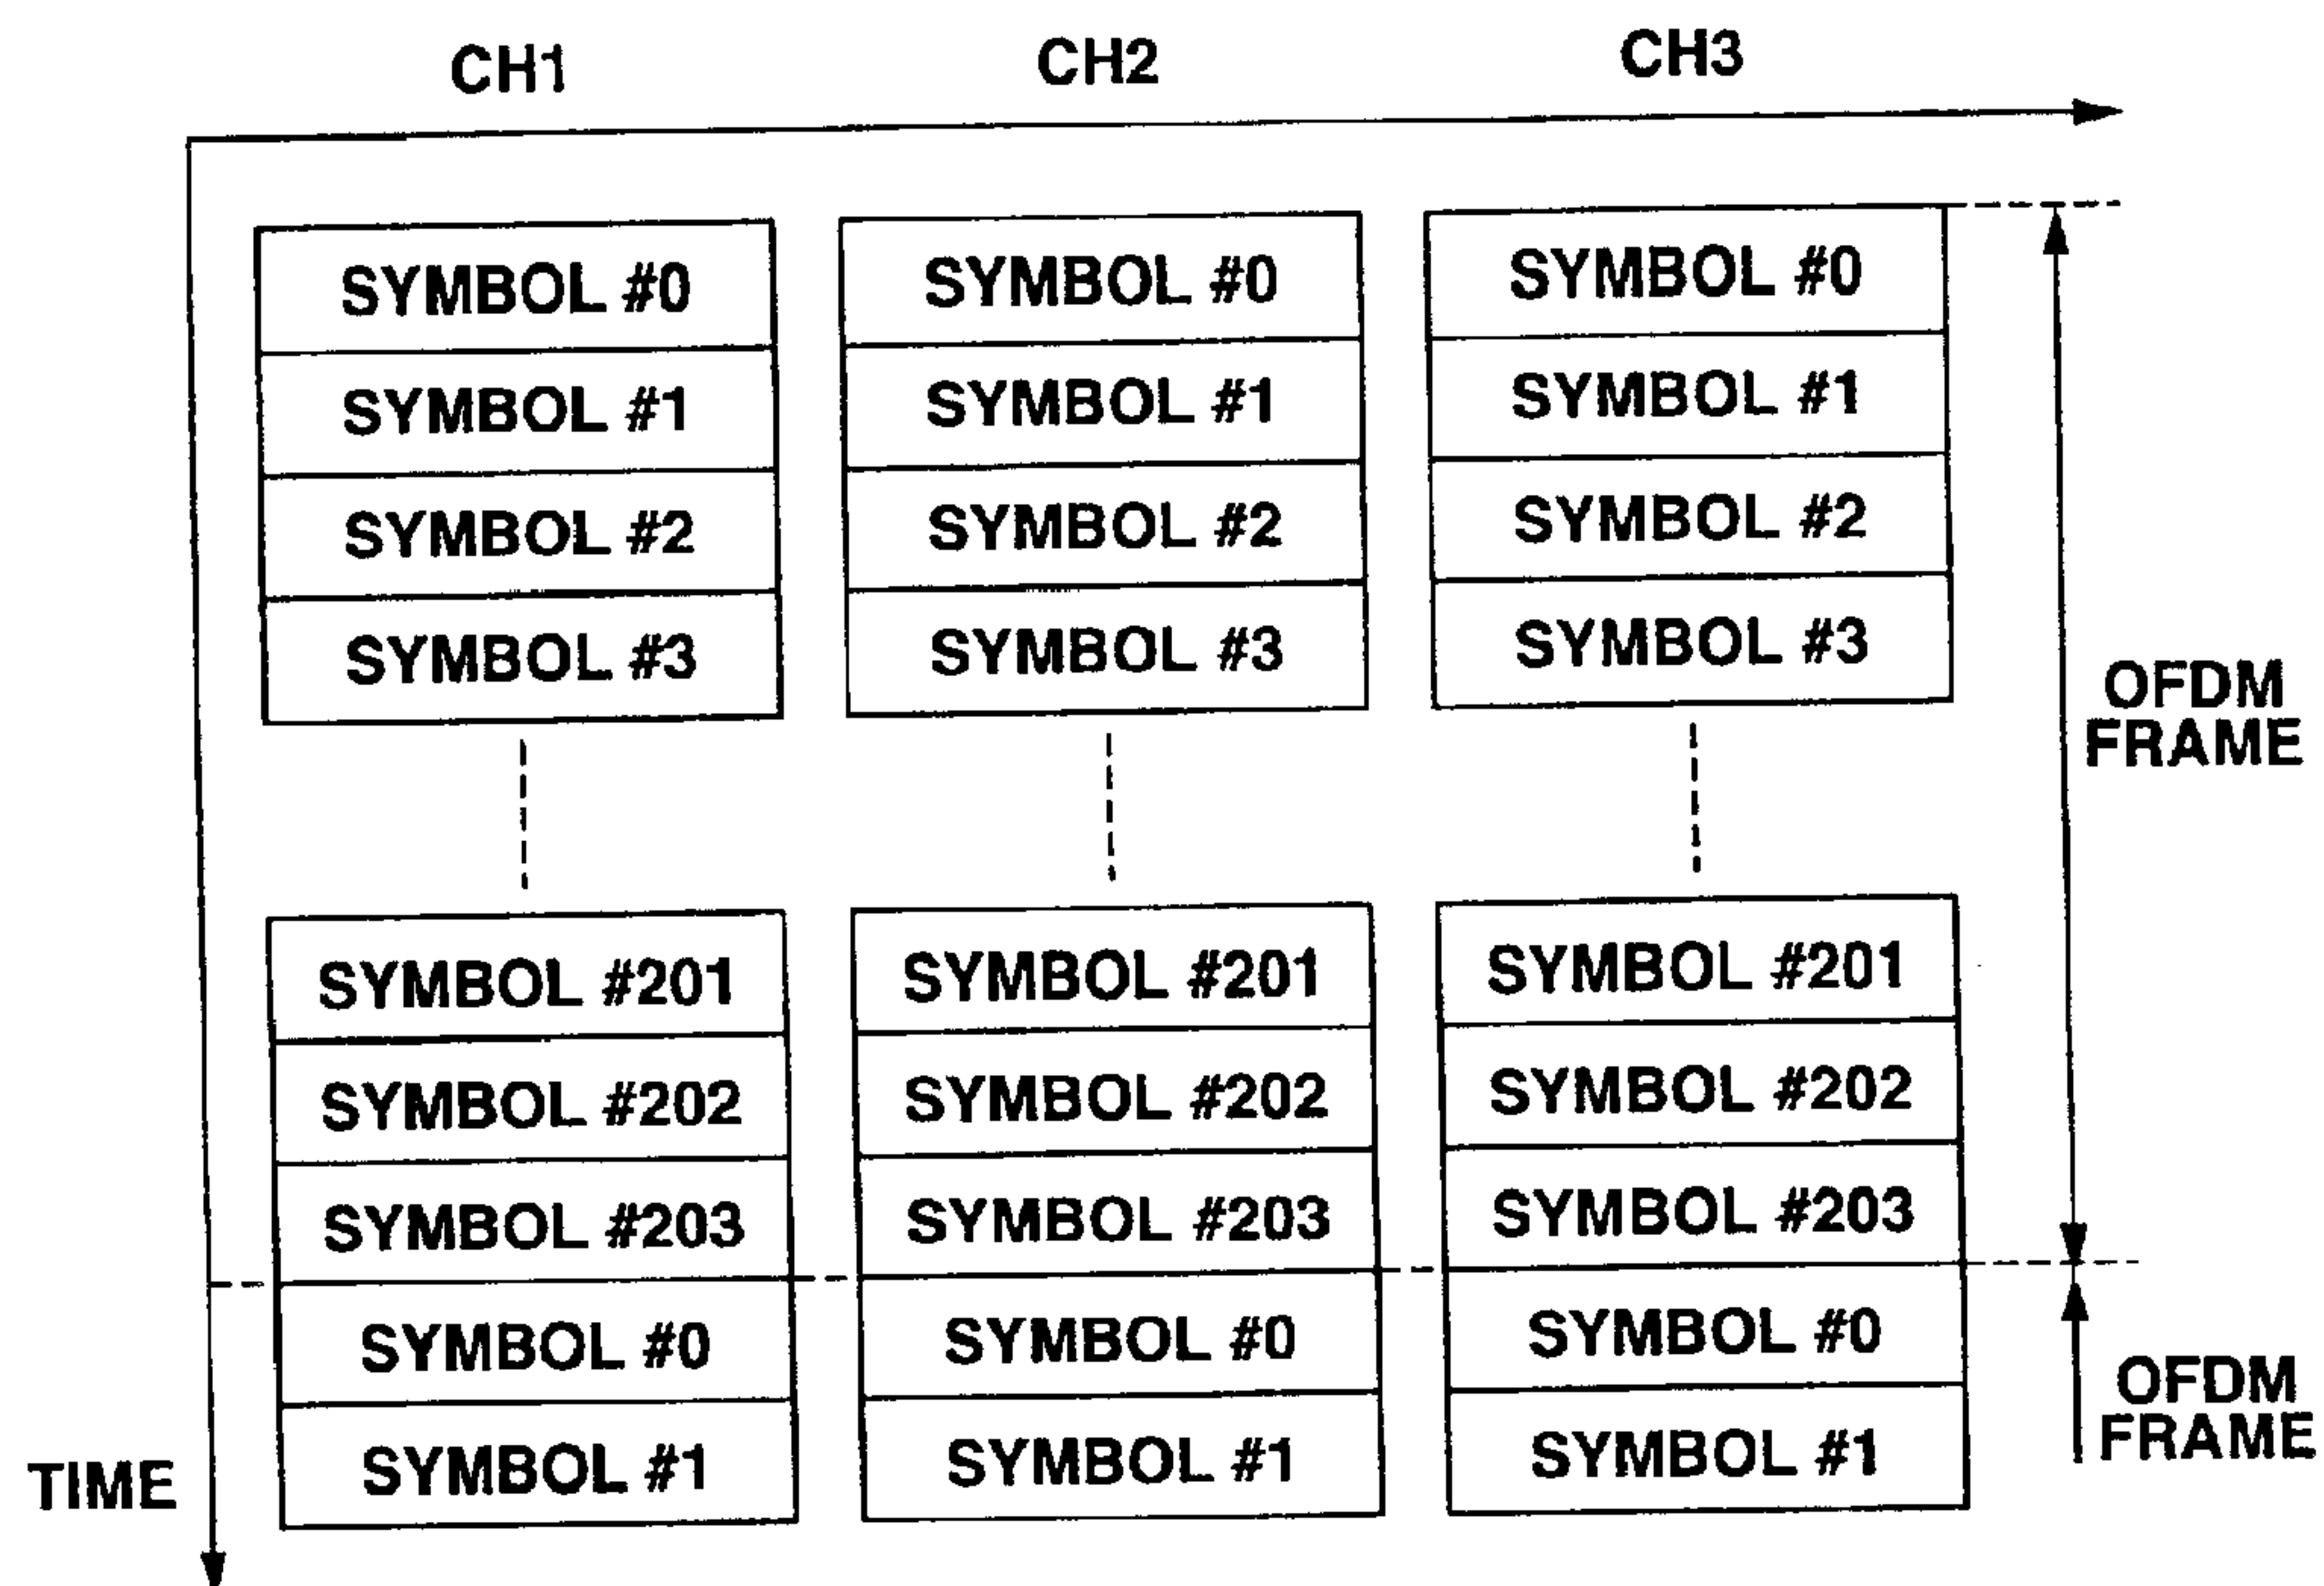 CH1 CH2 CH3
SYMBOL #0 SYMBOL #0 SYMBOL #0
SYMBOL #1 SYMBOL #1 SYMBOL #1
SYMBOL #2 SYMBOL #2 SYMBOL #2
SYMBOL #3 SYMBOL #3 SYMBOL #3
OFDM
FRAME
SYMBOL #201 SYMBOL #201 SYMBOL #201
SYMBOL #202 SYMBOL #202 SYMBOL #202
SYMBOL #203 SYMBOL #203 SYMBOL #203
SYMBOL #0 SYMBOL #0 SYMBOL #0
OFDM
FRAME
SYMBOL #1 SYMBOL #1 SYMBOL #1
TIME